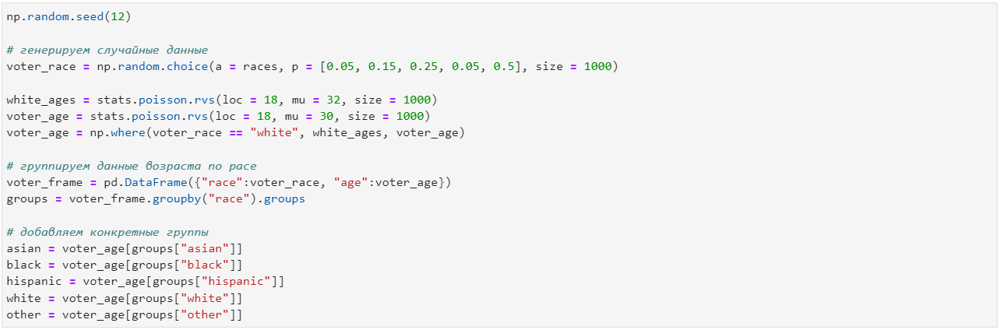 np.random.seed(12)
# генерируем случайные данные
voter_race = np.random.choice(a = races, p = [0.05, 0.15, 0.25, 0.05, 0.5], size = 1000)
white_ages = stats.poisson.rvs(loc = 18, mu = 32, size = 1000)
voter_age = stats.poisson.rvs(loc = 18, mu = 30, size = 1000)
voter_age = np.where(voter_race == "white", white_ages, voter_age)
# группируем данные возраста по расе
voter_frame = pd.DataFrame({"race":voter_race, "age":voter_age})
groups = voter_frame.groupby("race").groups
# добавляем конкретные группы
asian = voter_age[groups["asian"]]
black = voter_age[groups["black"]]
hispanic = voter_age[groups["hispanic"]]
white = voter_age[groups["white"]]
other = voter_age[groups["other"]]